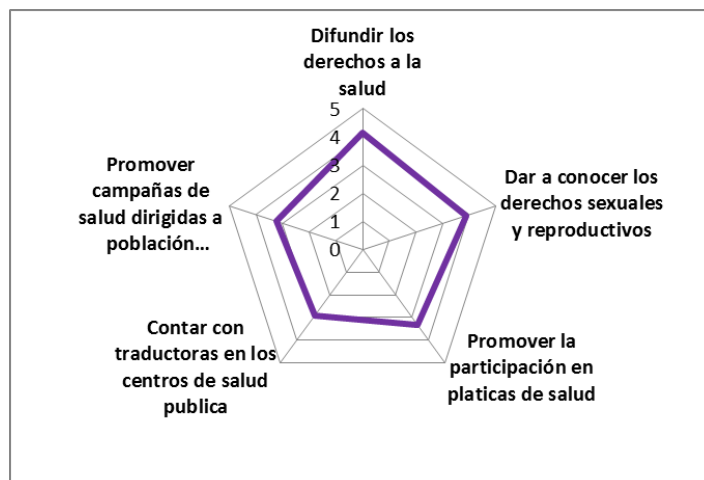 Difundir los
derechos a la
salud
5
4
3
2
1
0
Dar a conocer los
derechos sexuales
y reproductivos
Promover la
participación en
platicas de salud
Contar con
traductoras en los
centros de salud
publica
Promover
campañas de
salud dirigidas a
población...